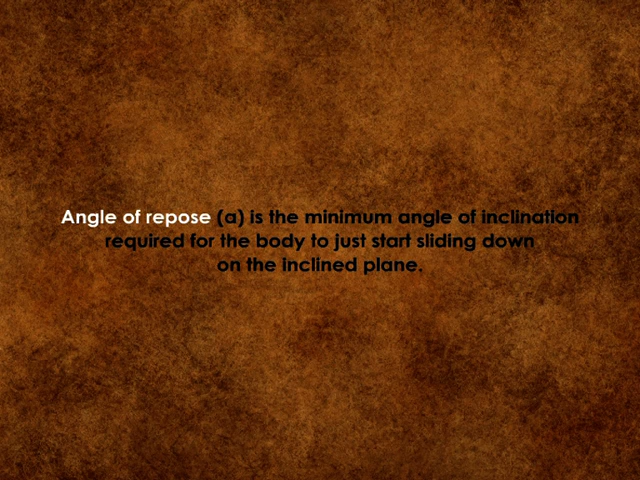 Angle of repose (α) is the minimum angle of inclination
required for the body to just start sliding down
on the inclined plane.